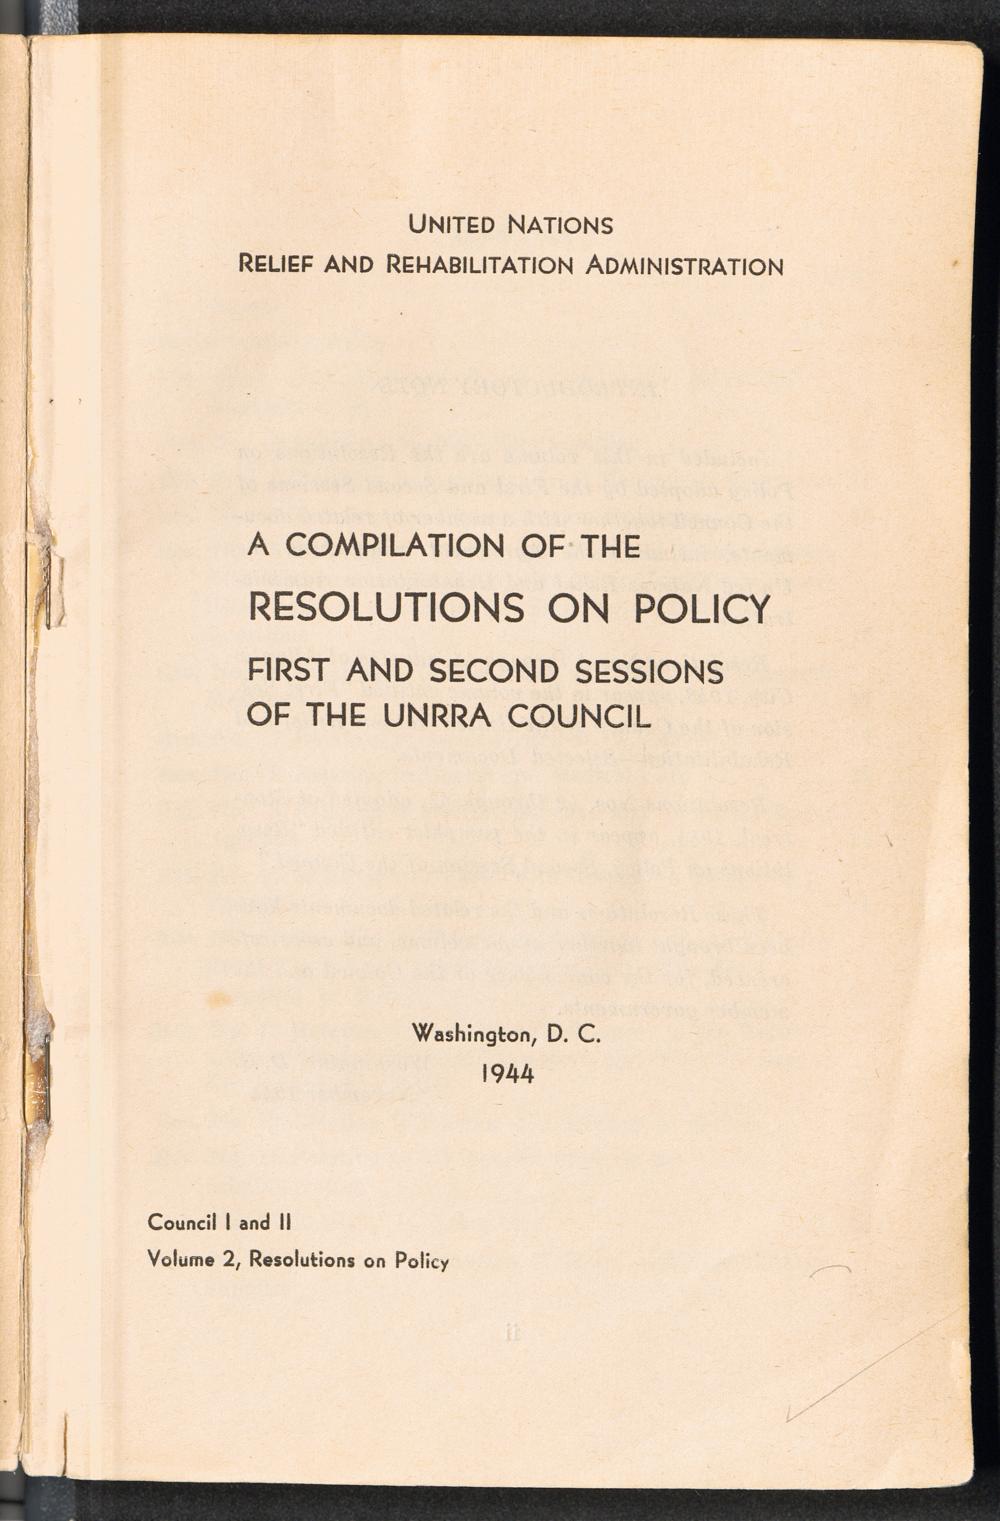 UNITED NATIONS
RELIEF AND REHABILITATION ADMINISTRATION
A COMPILATION OF THE
RESOLUTIONS ON POLICY
FIRST AND SECOND SESSIONS
OF THE UNRRA COUNCIL
Washington, D. C.
1944
Council I and II
Volume 2, Resolutions on Policy